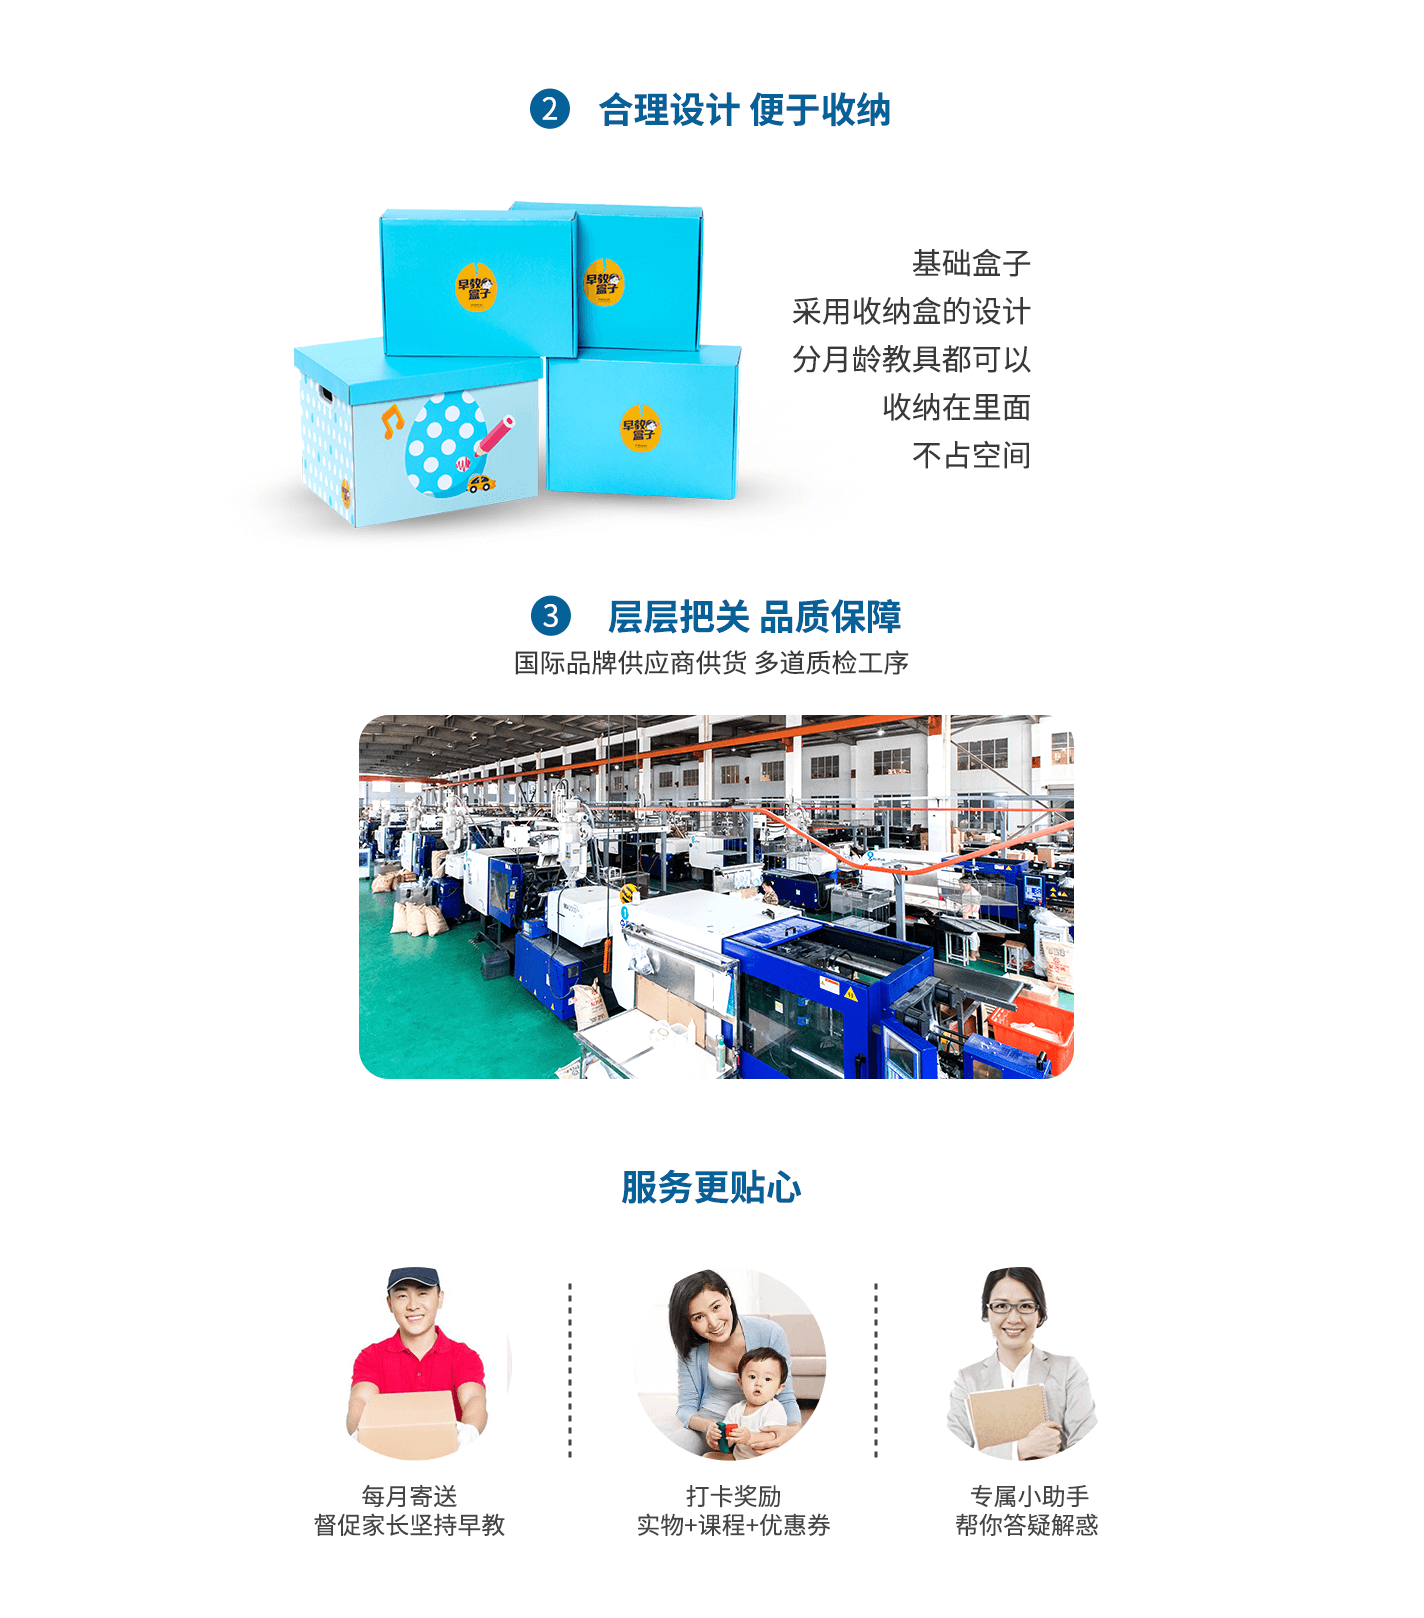 2 合理设计 便于收纳
早教
盒子
早教
盒子
早教
盒子
基础盒子
采用收纳盒的设计
分月龄教具都可以
收纳在里面
不占空间
3 层层把关 品质保障
国际品牌供应商供货 多道质检工序
服务更贴心
每月寄送
督促家长坚持早教
打卡奖励
实物+课程+优惠券
专属小助手
帮你答疑解惑